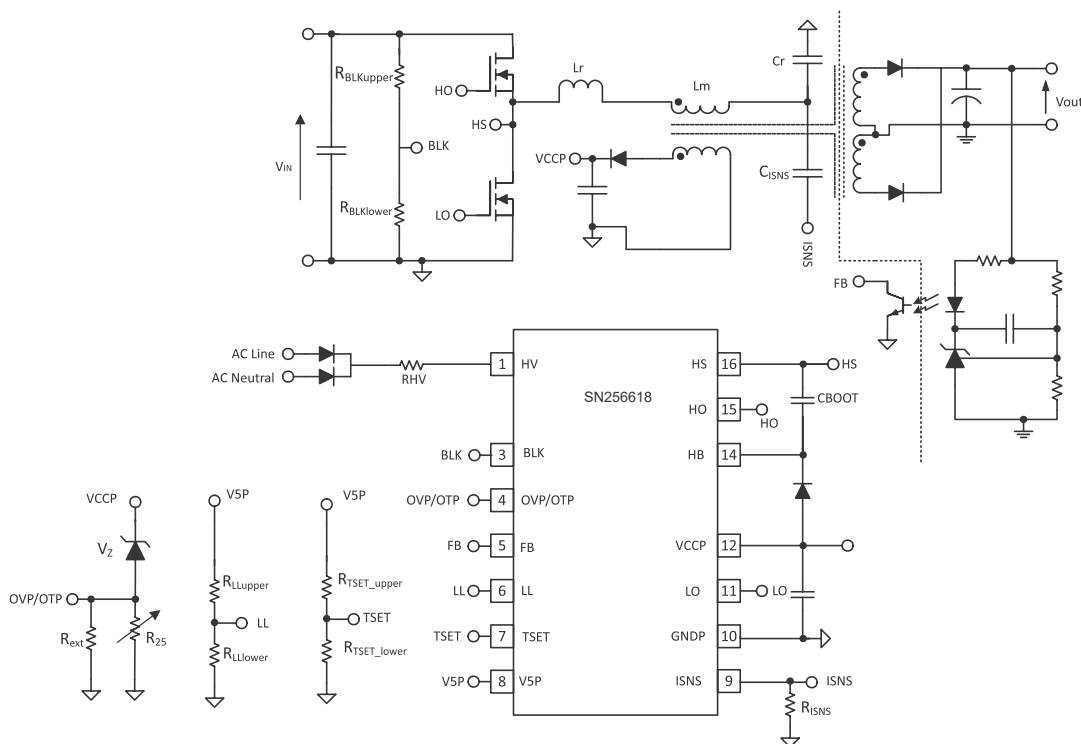 Cr
Lr
Lm
R_BLKupper
HO
HS
BLK
V_IN
R_BLKlower
LO
VCCP
C_ISNS
ISNS
Vout
FB
AC Line
AC Neutral
RHV
1 HV
HS 16
HS
SN256618
CBOOT
HO 15
HO
BLK 3 BLK
HB 14
OVP/OTP 4 OVP/OTP
FB 5 FB
VCCP 12
LL 6 LL
LO 11 LO
TSET 7 TSET
GNDP 10
V5P 8 V5P
ISNS 9
ISNS
R_ISNS
VCCP
V_Z
OVP/OTP
R_ext
R_25
V5P
R_LLupper
LL
R_LLlower
V5P
R_TSET_upper
TSET
R_TSET_lower